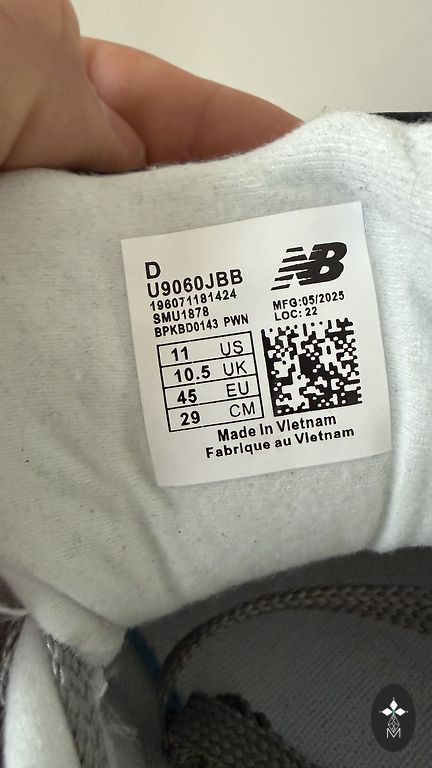 D
U9060JBB
196071181424
SMU1878
BPKBD0143 PWN
NB
MFG:05/2025
LOC: 22
11 US
10.5 UK
45 EU
29 CM
Made In Vietnam
Fabrique au Vietnam
M